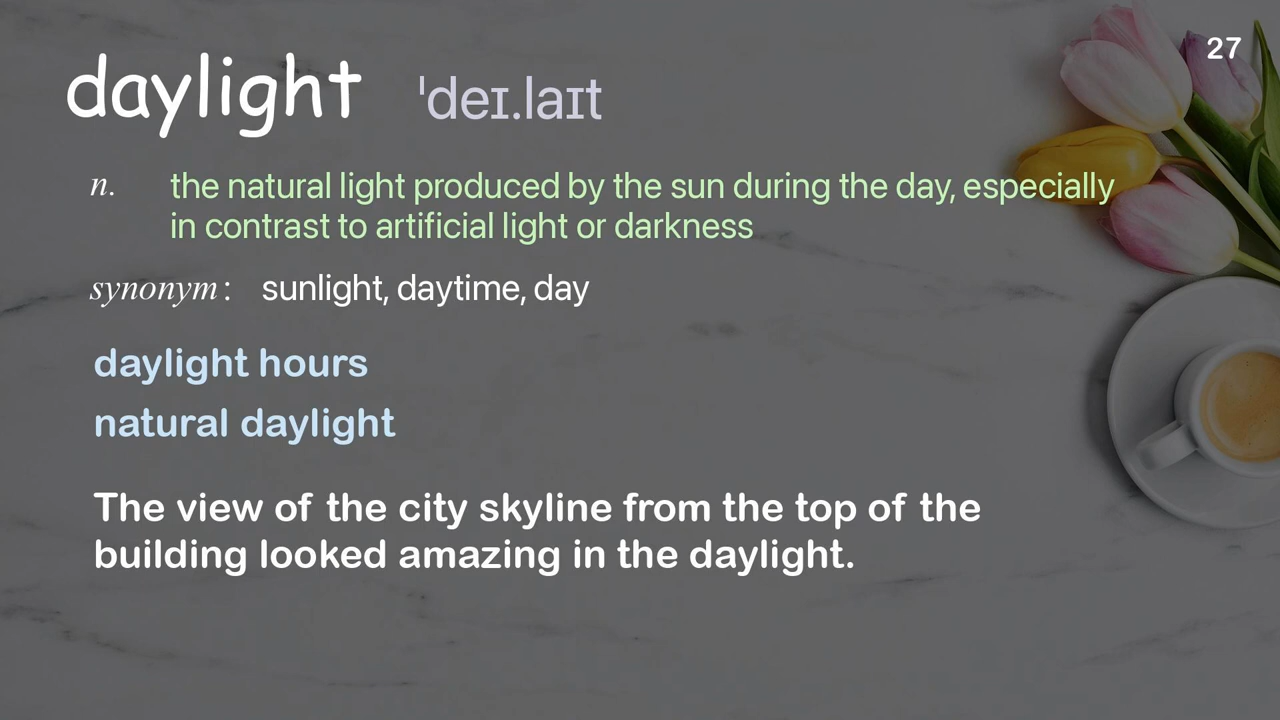 27
daylight ˈdeɪ.laɪt
n. the natural light produced by the sun during the day, especially
in contrast to artificial light or darkness
synonym: sunlight, daytime, day
daylight hours
natural daylight
The view of the city skyline from the top of the
building looked amazing in the daylight.